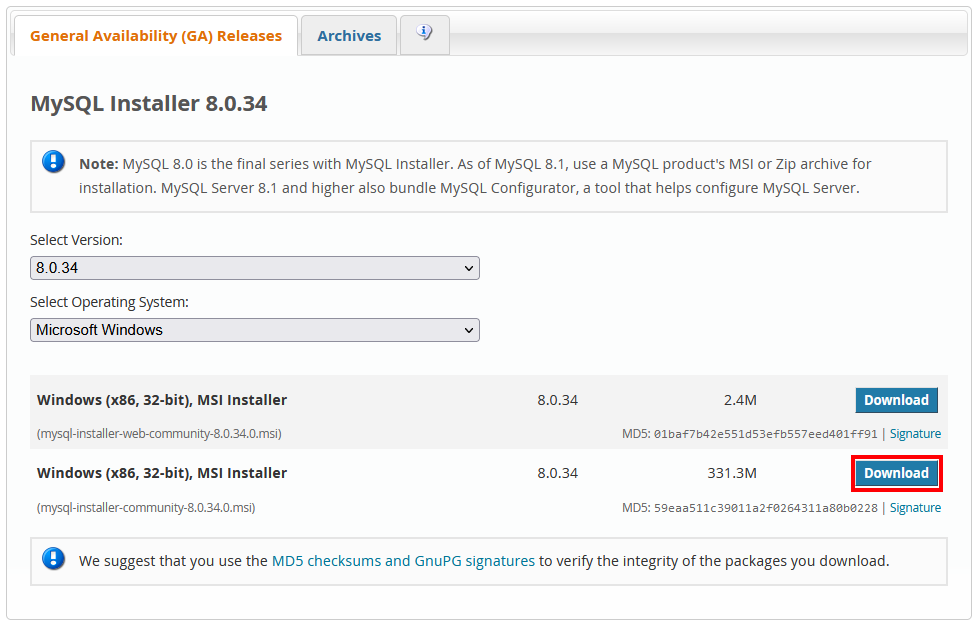 General Availability (GA) Releases
Archives
MySQL Installer 8.0.34
Note: MySQL 8.0 is the final series with MySQL Installer. As of MySQL 8.1, use a MySQL product's MSI or Zip archive for
installation. MySQL Server 8.1 and higher also bundle MySQL Configurator, a tool that helps configure MySQL Server.
Select Version:
8.0.34
Select Operating System:
Microsoft Windows
Windows (x86, 32-bit), MSI Installer 8.0.34 2.4M Download
(mysql-installer-web-community-8.0.34.0.msi) MD5: 01baf7b42e551d53efb557eed401ff91 | Signature
Windows (x86, 32-bit), MSI Installer 8.0.34 331.3M Download
(mysql-installer-community-8.0.34.0.msi) MD5: 59eaa511c39011a2f0264311a80b0228 | Signature
We suggest that you use the MD5 checksums and GnuPG signatures to verify the integrity of the packages you download.